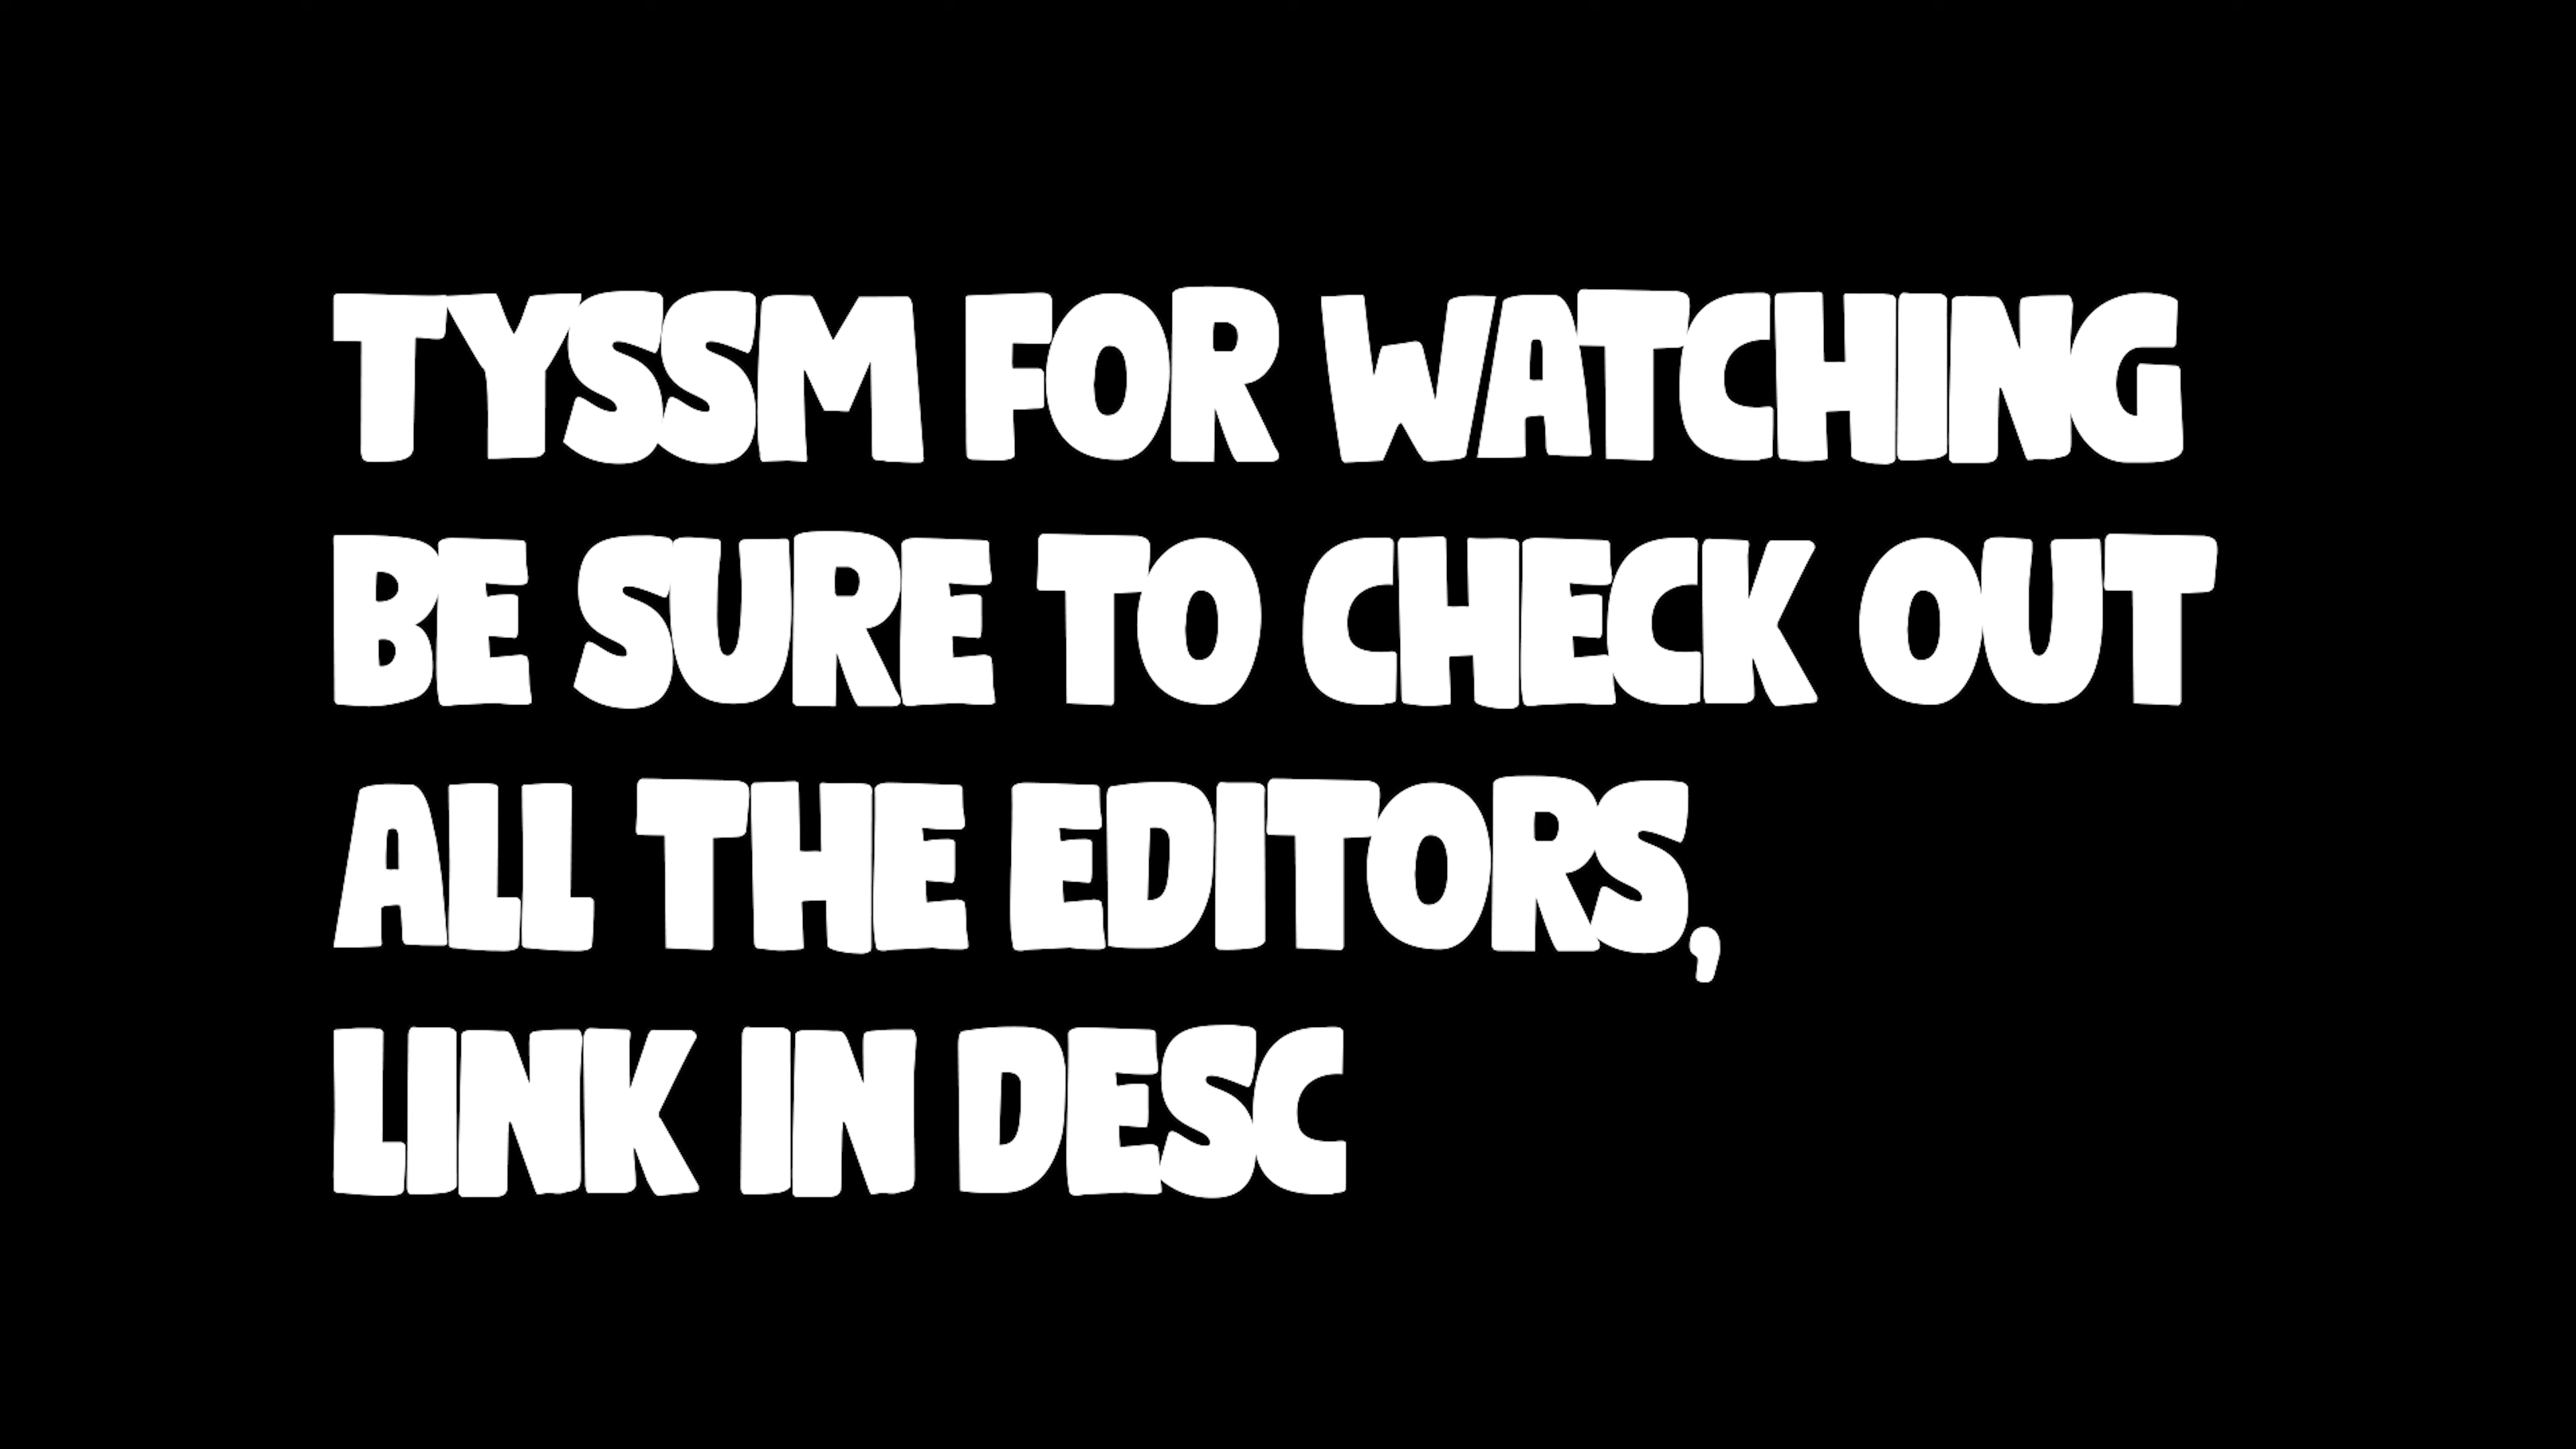 TYSSM FOR WATCHING
BE SURE TO CHECK OUT
ALL THE EDITORS,
LINK IN DESC